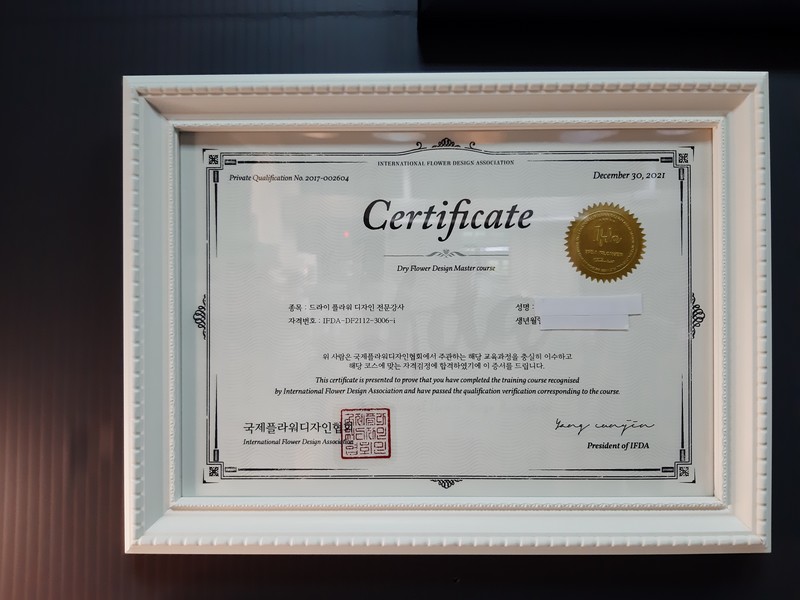 INTERNATIONAL FLOWER DESIGN ASSOCIATION
Private Qualification No. 2017-002604
December 30, 2021
Certificate
Dry Flower Design Master course
종목 : 드라이 플라워 디자인 전문강사
성명 :
자격번호 : IFDA-DF2112-3006-i
생년월
위 사람은 국제플라워디자인협회에서 주관하는 해당 교육과정을 충실히 이수하고
해당 코스에 맞는 자격검정에 합격하였기에 이 증서를 드립니다.
This certificate is presented to prove that you have completed the training course recognised
by International Flower Design Association and have passed the qualification verification corresponding to the course.
국제플라워디자인협회
International Flower Design Association
President of IFDA